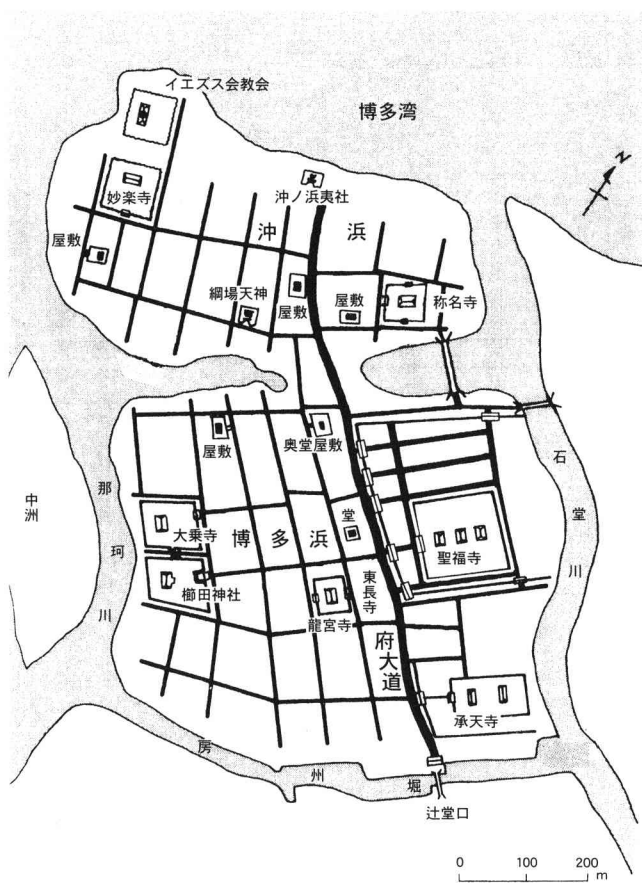 イエズス会教会
博多湾
N
妙楽寺
沖ノ浜夷社
屋敷
沖浜
綱場天神
屋敷
屋敷
称名寺
屋敷
奥堂屋敷
石堂川
中洲
那珂川
大乗寺
博多浜
堂
聖福寺
櫛田神社
龍宮寺
東長寺
府大道
承天寺
房州堀
辻堂口
0 100 200
m